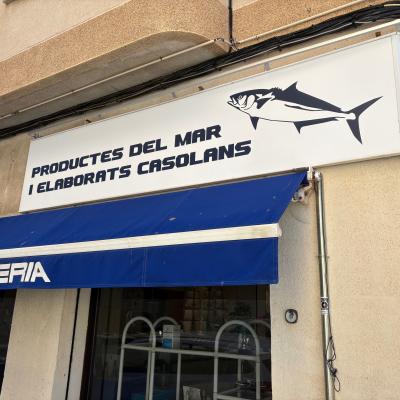 PRODUCTES DEL MAR
I ELABORATS CASOLANS
ERIA